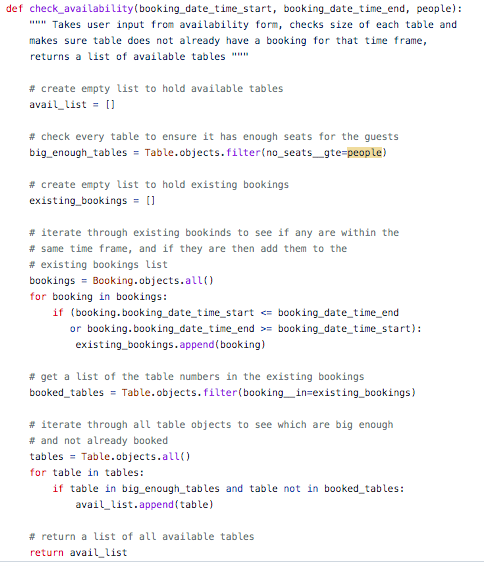 def check_availability(booking_date_time_start, booking_date_time_end, people):
    """ Takes user input from availability form, checks size of each table and
    makes sure table does not already have a booking for that time frame,
    returns a list of available tables """
    # create empty list to hold available tables
    avail_list = []
    # check every table to ensure it has enough seats for the guests
    big_enough_tables = Table.objects.filter(no_seats__gte=people)
    # create empty list to hold existing bookings
    existing_bookings = []
    # iterate through existing bookinds to see if any are within the
    # same time frame, and if they are then add them to the
    # existing bookings list
    bookings = Booking.objects.all()
    for booking in bookings:
        if (booking.booking_date_time_start <= booking_date_time_end
           or booking.booking_date_time_end >= booking_date_time_start):
            existing_bookings.append(booking)
    # get a list of the table numbers in the existing bookings
    booked_tables = Table.objects.filter(booking__in=existing_bookings)
    # iterate through all table objects to see which are big enough
    # and not already booked
    tables = Table.objects.all()
    for table in tables:
        if table in big_enough_tables and table not in booked_tables:
            avail_list.append(table)
    # return a list of all available tables
    return avail_list